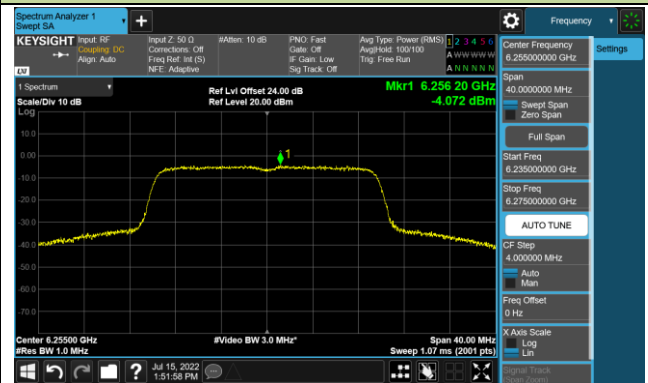 Spectrum Analyzer 1
Swept SA
Frequency
KEYSIGHT
Input: RF
Coupling: DC
Align: Auto
Input Z: 50 Ω
Corrections: Off
Freq Ref: Int (S)
NFE: Adaptive
#Atten: 10 dB
PNO: Fast
Gate: Off
IF Gain: Low
Sig Track: Off
Avg Type: Power (RMS)
Avg|Hold: 100/100
Trig: Free Run
1 2 3 4 5 6
A W W W W W
A N N N N N
LXI
1 Spectrum
Scale/Div 10 dB
Ref Lvl Offset 24.00 dB
Ref Level 20.00 dBm
Mkr1 6.256 20 GHz
-4.072 dBm
Log
10.0
0.00
-10.0
-20.0
-30.0
-40.0
-50.0
-60.0
-70.0
1
Center 6.25500 GHz
#Res BW 1.0 MHz
#Video BW 3.0 MHz*
Span 40.00 MHz
Sweep 1.07 ms (2001 pts)
Jul 15, 2022
1:51:58 PM
Center Frequency
6.255000000 GHz
Settings
Span
40.0000000 MHz
Swept Span
Zero Span
Full Span
Start Freq
6.235000000 GHz
Stop Freq
6.275000000 GHz
AUTO TUNE
CF Step
4.000000 MHz
Auto
Man
Freq Offset
0 Hz
X Axis Scale
Log
Lin
Signal Track
(Span Zoom)